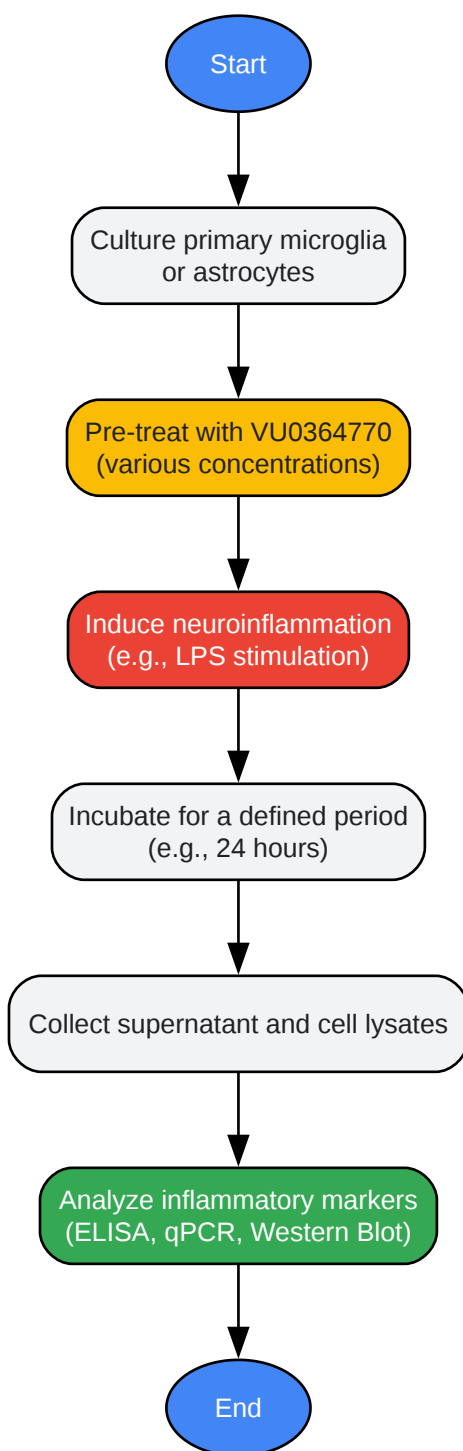 Start
Culture primary microglia
or astrocytes
Pre-treat with VU0364770
(various concentrations)
Induce neuroinflammation
(e.g., LPS stimulation)
Incubate for a defined period
(e.g., 24 hours)
Collect supernatant and cell lysates
Analyze inflammatory markers
(ELISA, qPCR, Western Blot)
End